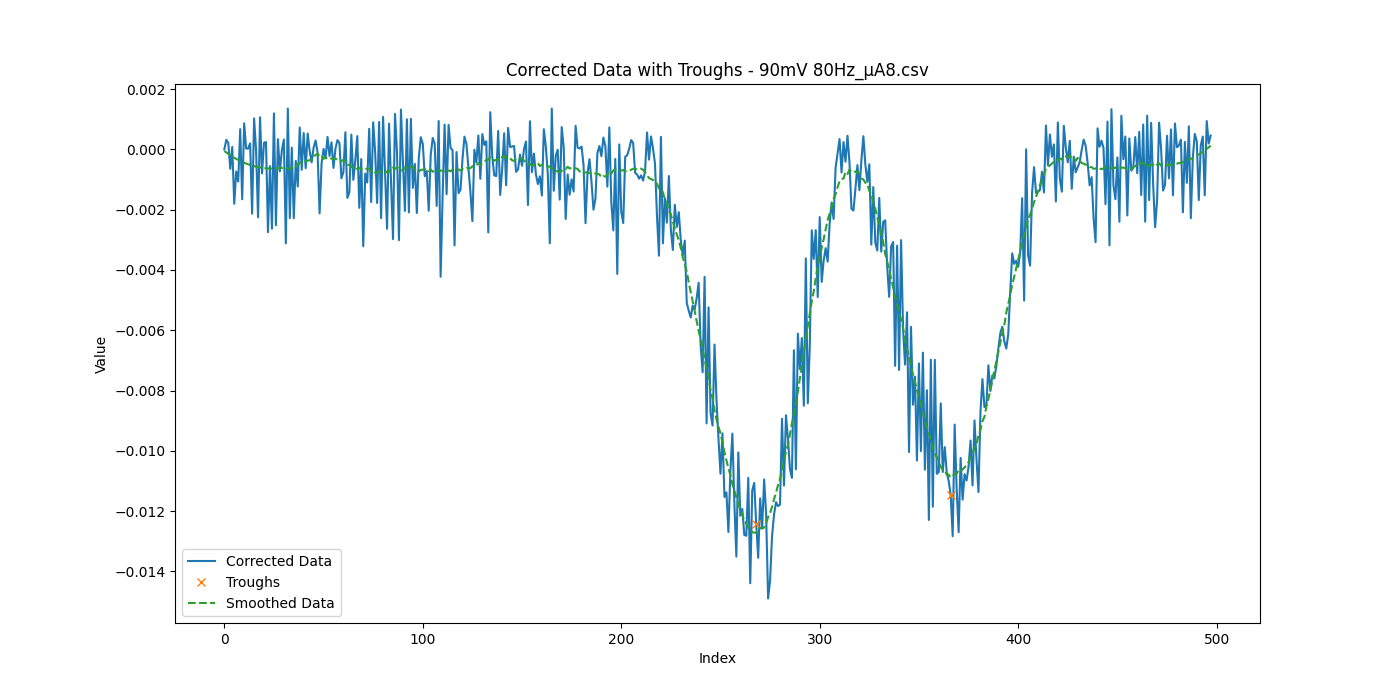 Corrected Data with Troughs - 90mV 80Hz_µA8.csv
Value
0.002
0.000
−0.002
−0.004
−0.006
−0.008
−0.010
−0.012
−0.014
Corrected Data
Troughs
Smoothed Data
0 100 200 300 400 500
Index